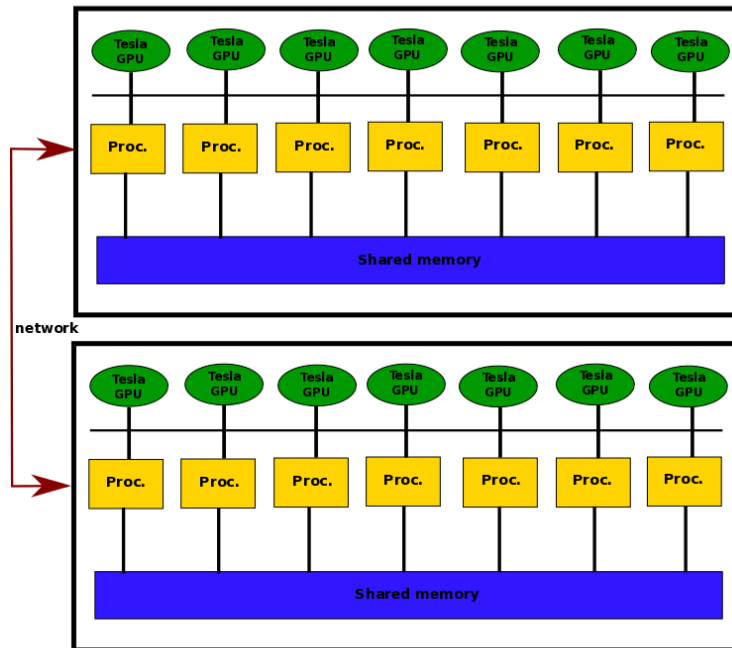 Tesla
GPU
Tesla
GPU
Tesla
GPU
Tesla
GPU
Tesla
GPU
Tesla
GPU
Tesla
GPU
Proc.
Proc.
Proc.
Proc.
Proc.
Proc.
Proc.
Shared memory
network
Tesla
GPU
Tesla
GPU
Tesla
GPU
Tesla
GPU
Tesla
GPU
Tesla
GPU
Tesla
GPU
Proc.
Proc.
Proc.
Proc.
Proc.
Proc.
Proc.
Shared memory